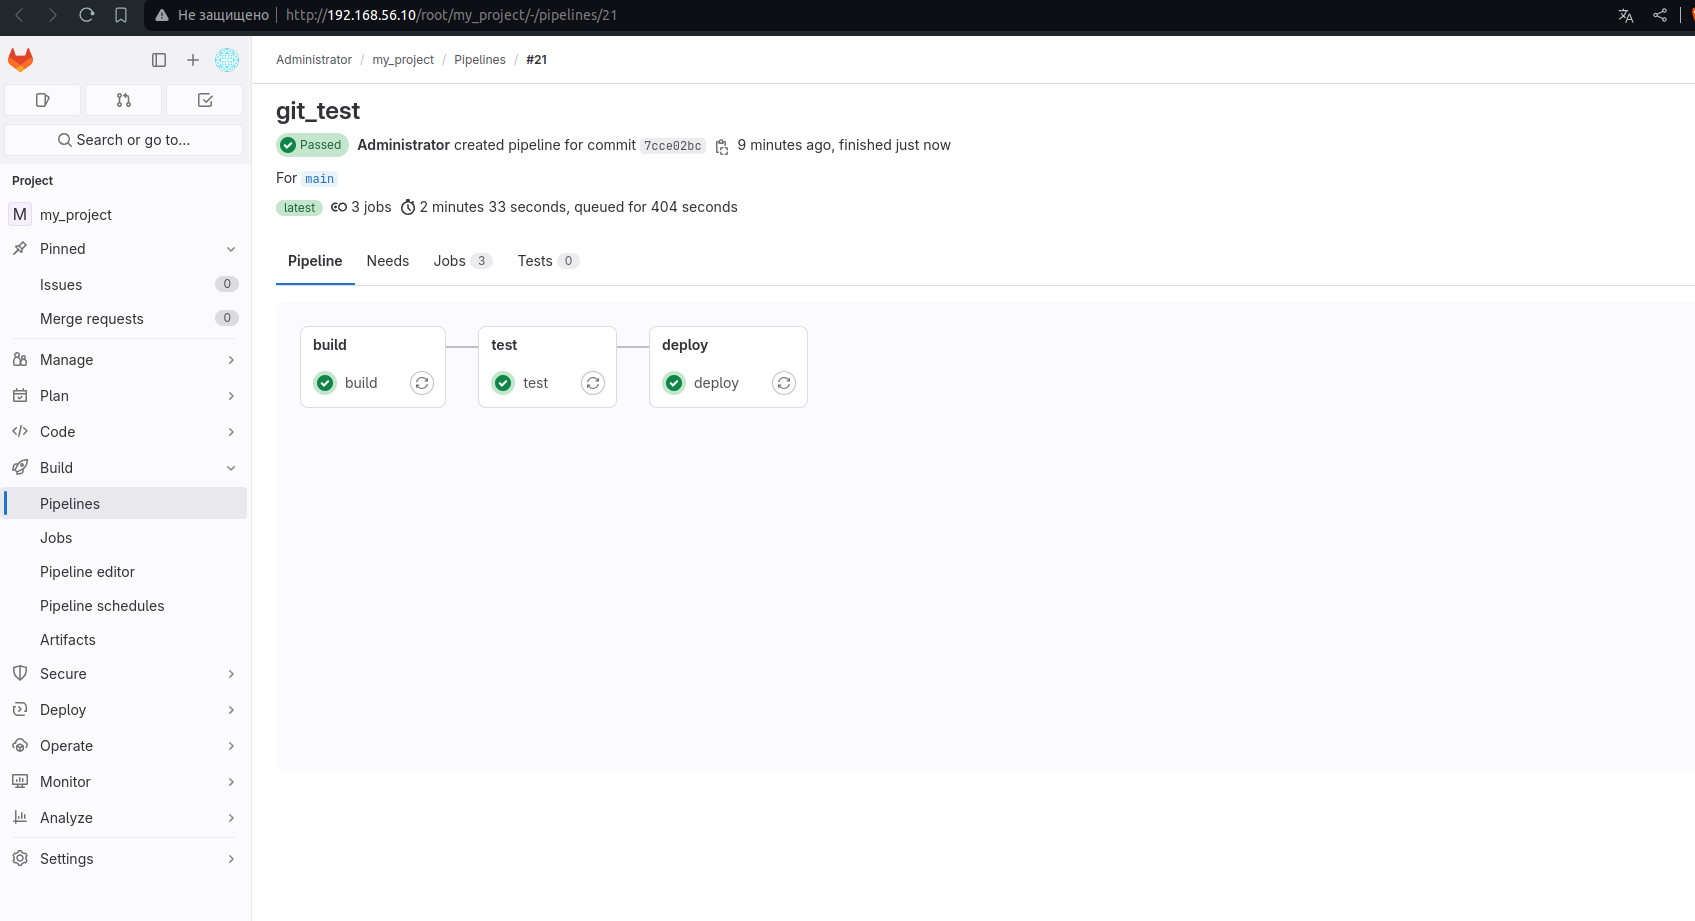 Не защищено http://192.168.56.10/root/my_project/-/pipelines/21
Administrator / my_project / Pipelines / #21
Search or go to...
Project
M my_project
Pinned
Issues 0
Merge requests 0
Manage
Plan
Code
Build
Pipelines
Jobs
Pipeline editor
Pipeline schedules
Artifacts
Secure
Deploy
Operate
Monitor
Analyze
Settings
git_test
Passed Administrator created pipeline for commit 7cce02bc 9 minutes ago, finished just now
For main
latest 3 jobs 2 minutes 33 seconds, queued for 404 seconds
Pipeline Needs Jobs 3 Tests 0
build test deploy
build test deploy